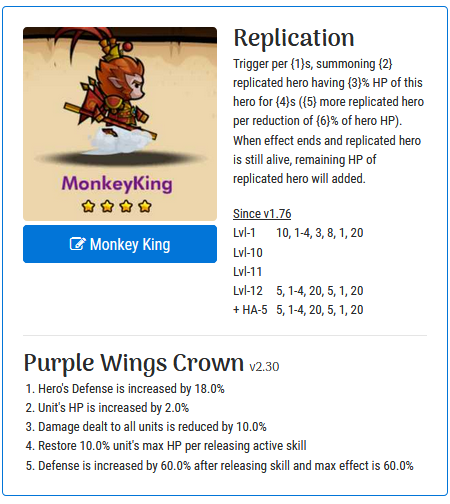 Replication
Trigger per {1}s, summoning {2}
replicated hero having {3}% HP of this
hero for {4}s ({5} more replicated hero
per reduction of {6}% of hero HP).
When effect ends and replicated hero
is still alive, remaining HP of
replicated hero will added.
MonkeyKing
Monkey King
Since v1.76
Lvl-1 10, 1-4, 3, 8, 1, 20
Lvl-10
Lvl-11
Lvl-12 5, 1-4, 20, 5, 1, 20
+ HA-5 5, 1-4, 20, 5, 1, 20
Purple Wings Crown v2.30
1. Hero's Defense is increased by 18.0%
2. Unit's HP is increased by 2.0%
3. Damage dealt to all units is reduced by 10.0%
4. Restore 10.0% unit's max HP per releasing active skill
5. Defense is increased by 60.0% after releasing skill and max effect is 60.0%